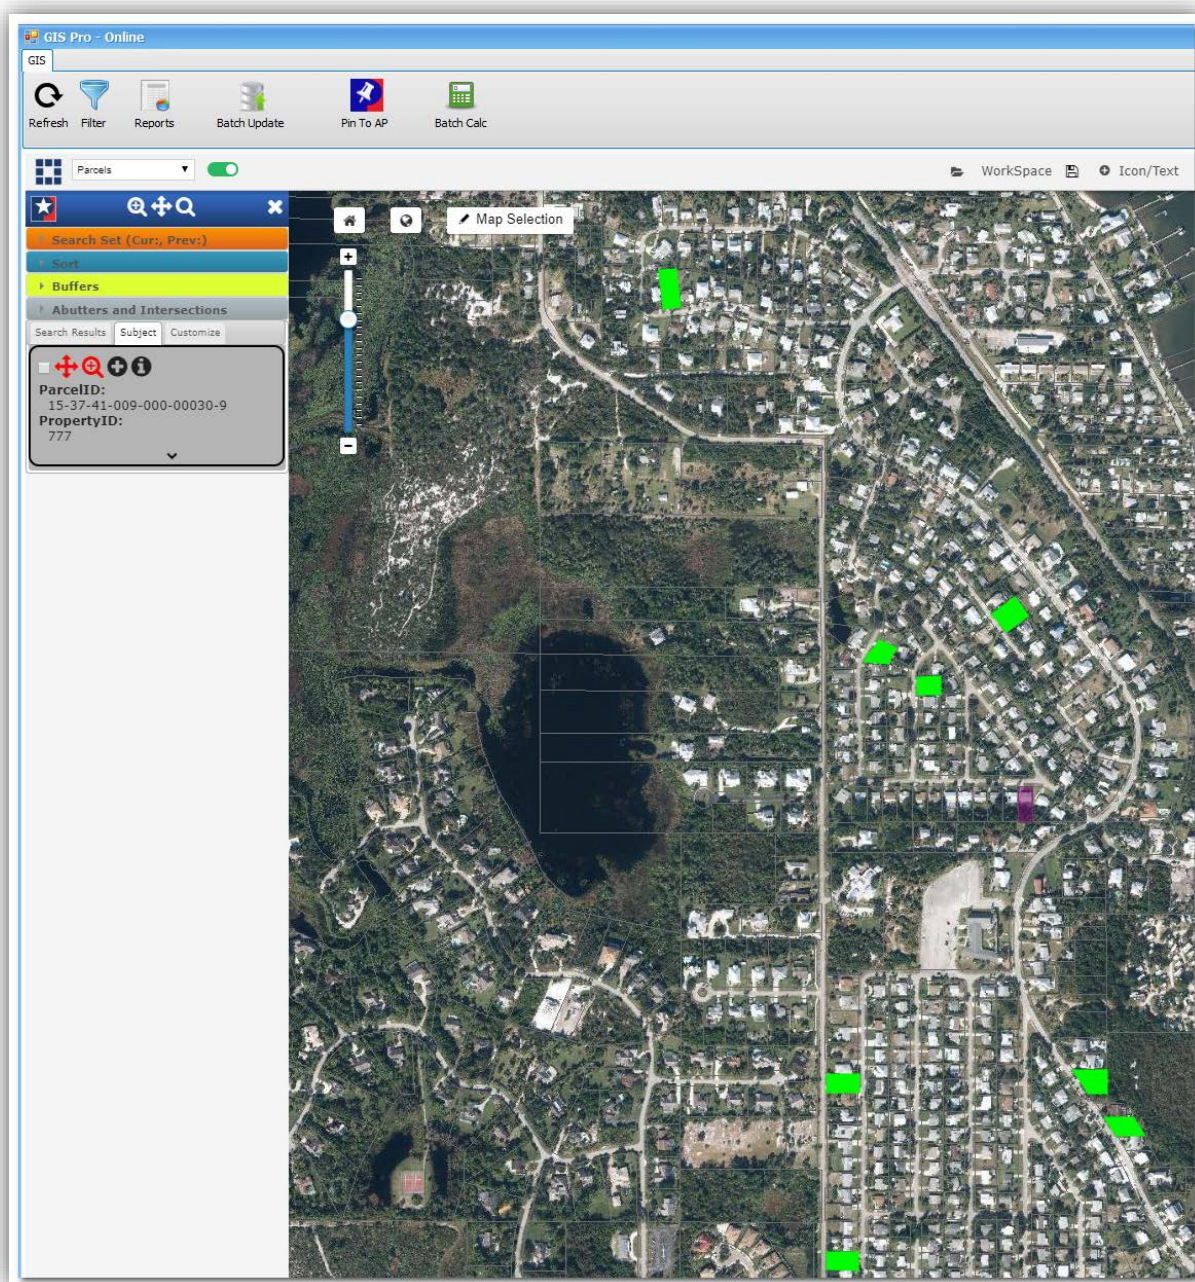 GIS Pro - Online
GIS
Refresh Filter Reports Batch Update Pin To AP Batch Calc
Parcels WorkSpace Icon/Text
Map Selection
Search Set (Cur:, Prev:)
Sort
Buffers
Abutters and Intersections
Search Results Subject Customize
ParcelID:
15-37-41-009-000-00030-9
PropertyID:
777